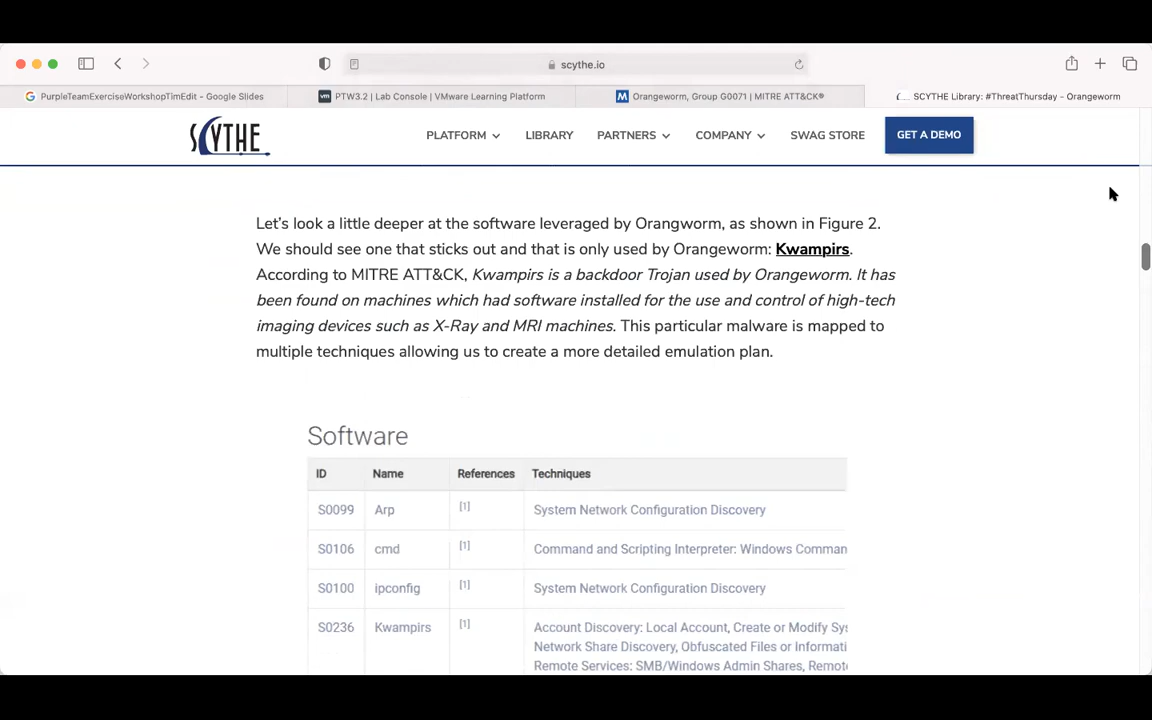 scythe.io
PurpleTeamExerciseWorkshopTimEdit - Google Slides
vm PTW3.2 | Lab Console | VMware Learning Platform
M Orangeworm, Group G0071 | MITRE ATT&CK®
SCYTHE Library: #ThreatThursday - Orangeworm
SCYTHE
PLATFORM
LIBRARY
PARTNERS
COMPANY
SWAG STORE
GET A DEMO
Let's look a little deeper at the software leveraged by Orangworm, as shown in Figure 2.
We should see one that sticks out and that is only used by Orangeworm: Kwampirs.
According to MITRE ATT&CK, Kwampirs is a backdoor Trojan used by Orangeworm. It has
been found on machines which had software installed for the use and control of high-tech
imaging devices such as X-Ray and MRI machines. This particular malware is mapped to
multiple techniques allowing us to create a more detailed emulation plan.
Software
ID Name References Techniques
S0099 Arp [1] System Network Configuration Discovery
S0106 cmd [1] Command and Scripting Interpreter: Windows Comman
S0100 ipconfig [1] System Network Configuration Discovery
S0236 Kwampirs [1] Account Discovery: Local Account, Create or Modify Sys
Network Share Discovery, Obfuscated Files or Informati
Remote Services: SMB/Windows Admin Shares, Remote